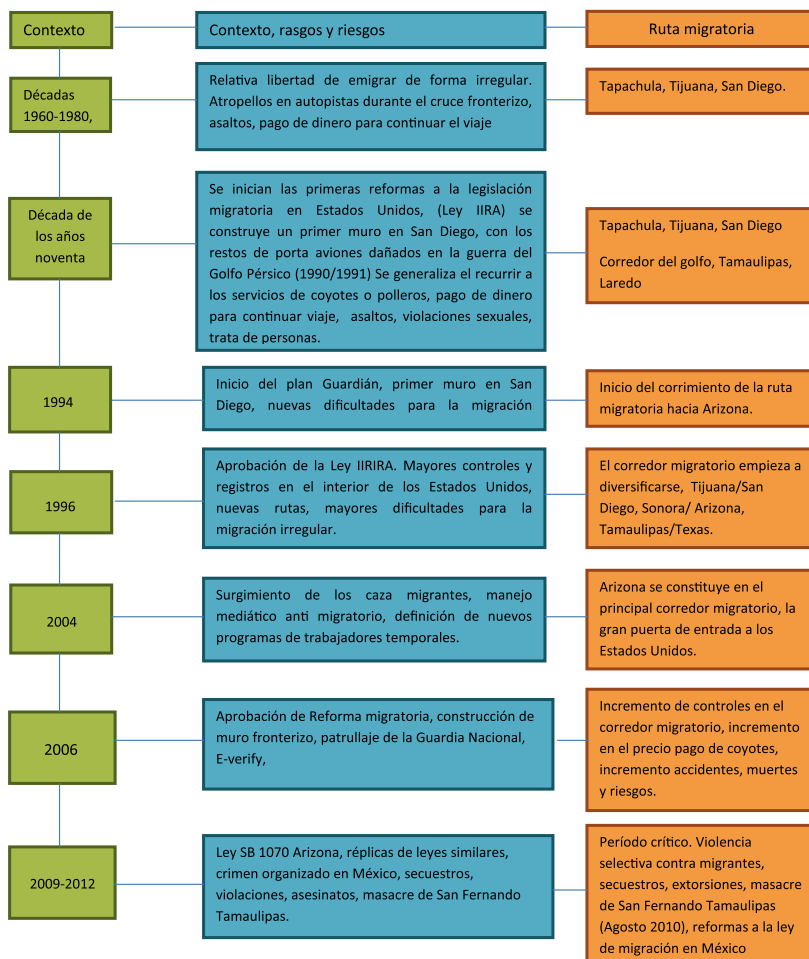 Contexto
Contexto, rasgos y riesgos
Ruta migratoria
Décadas
1960-1980,
Relativa libertad de emigrar de forma irregular.
Atropellos en autopistas durante el cruce fronterizo,
asaltos, pago de dinero para continuar el viaje
Tapachula, Tijuana, San Diego.
Década de
los años
noventa
Se inician las primeras reformas a la legislación
migratoria en Estados Unidos, (Ley IIRA) se
construye un primer muro en San Diego, con los
restos de porta aviones dañados en la guerra del
Golfo Pérsico (1990/1991) Se generaliza el recurrir a
los servicios de coyotes o polleros, pago de dinero
para continuar viaje, asaltos, violaciones sexuales,
trata de personas.
Tapachula, Tijuana, San Diego
Corredor del golfo, Tamaulipas,
Laredo
1994
Inicio del plan Guardián, primer muro en San
Diego, nuevas dificultades para la migración
Inicio del corrimiento de la ruta
migratoria hacia Arizona.
1996
Aprobación de la Ley IIRIRA. Mayores controles y
registros en el interior de los Estados Unidos,
nuevas rutas, mayores dificultades para la
migración irregular.
El corredor migratorio empieza a
diversificarse, Tijuana/San
Diego, Sonora/ Arizona,
Tamaulipas/Texas.
2004
Surgimiento de los caza migrantes, manejo
mediático anti migratorio, definición de nuevos
programas de trabajadores temporales.
Arizona se constituye en el
principal corredor migratorio, la
gran puerta de entrada a los
Estados Unidos.
2006
Aprobación de Reforma migratoria, construcción de
muro fronterizo, patrullaje de la Guardia Nacional,
E-verify,
Incremento de controles en el
corredor migratorio, incremento
en el precio pago de coyotes,
incremento accidentes, muertes
y riesgos.
2009-2012
Ley SB 1070 Arizona, réplicas de leyes similares,
crimen organizado en México, secuestros,
violaciones, asesinatos, masacre de San Fernando
Tamaulipas.
Período crítico. Violencia
selectiva contra migrantes,
secuestros, extorsiones, masacre
de San Fernando Tamaulipas
(Agosto 2010), reformas a la ley
de migración en México